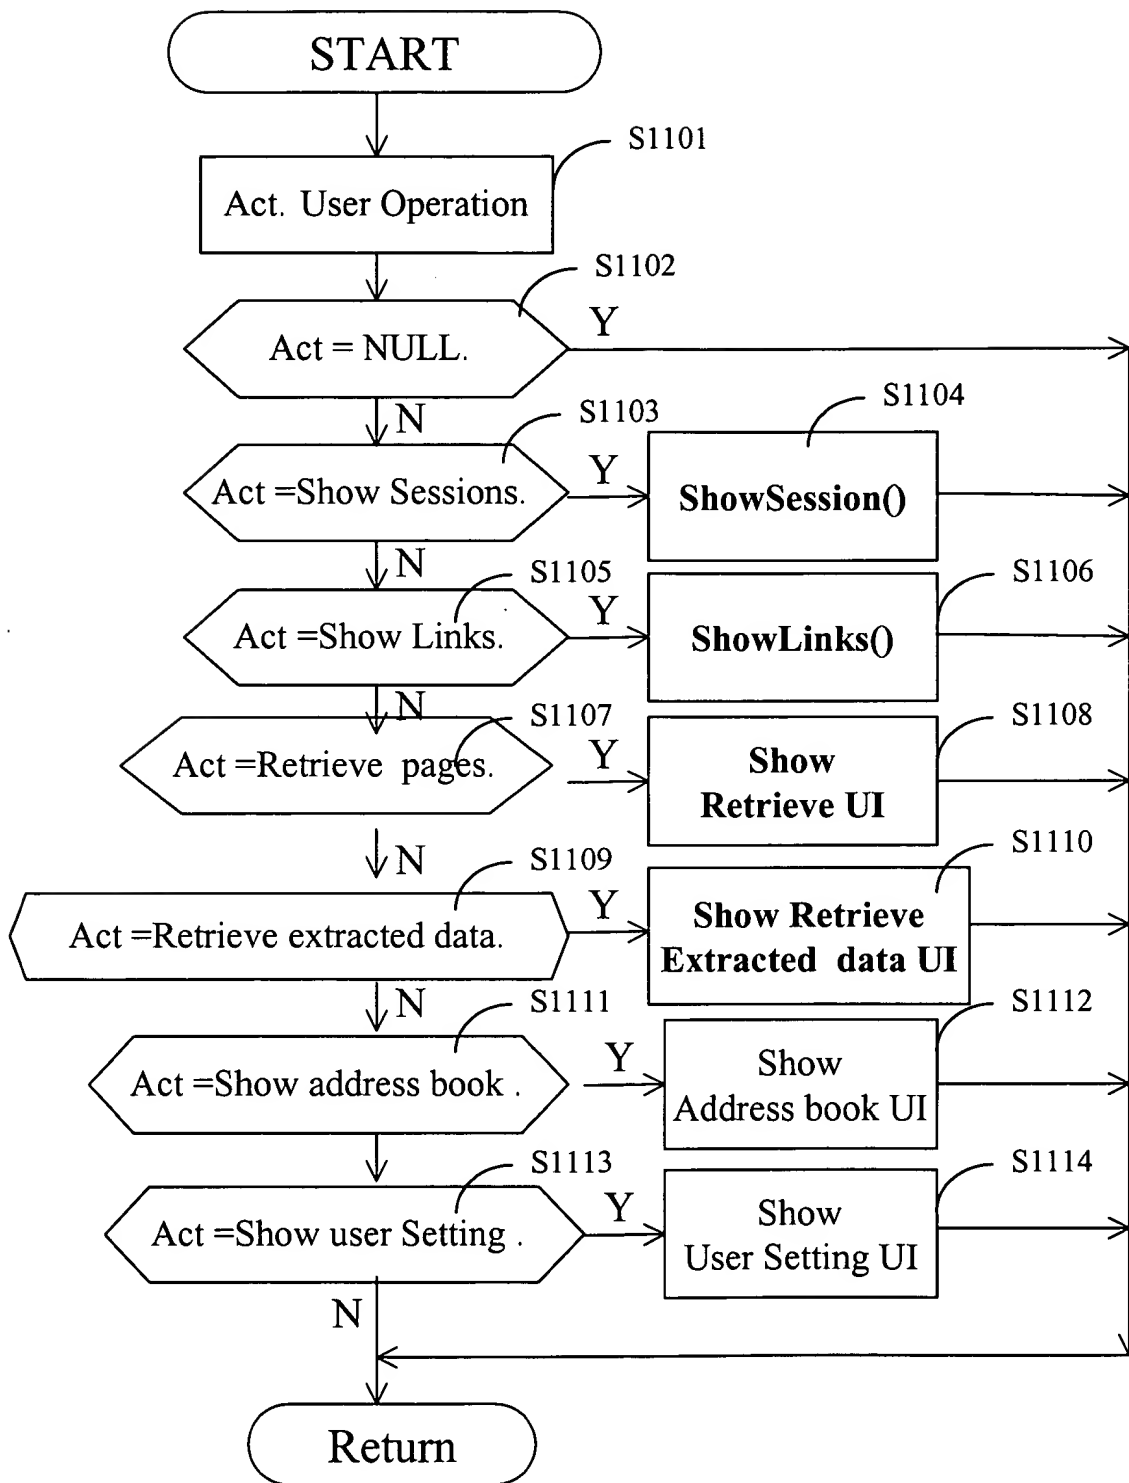 START
S1101
Act. User Operation
S1102
Act = NULL.
Y
N
S1103
S1104
Act =Show Sessions.
Y
ShowSession()
N
S1105
S1106
Act =Show Links.
Y
ShowLinks()
N
S1107
S1108
Act =Retrieve pages.
Y
Show
Retrieve UI
N
S1109
S1110
Act =Retrieve extracted data.
Y
Show Retrieve
Extracted data UI
N
S1111
S1112
Act =Show address book .
Y
Show
Address book UI
S1113
S1114
Act =Show user Setting .
Y
Show
User Setting UI
N
Return